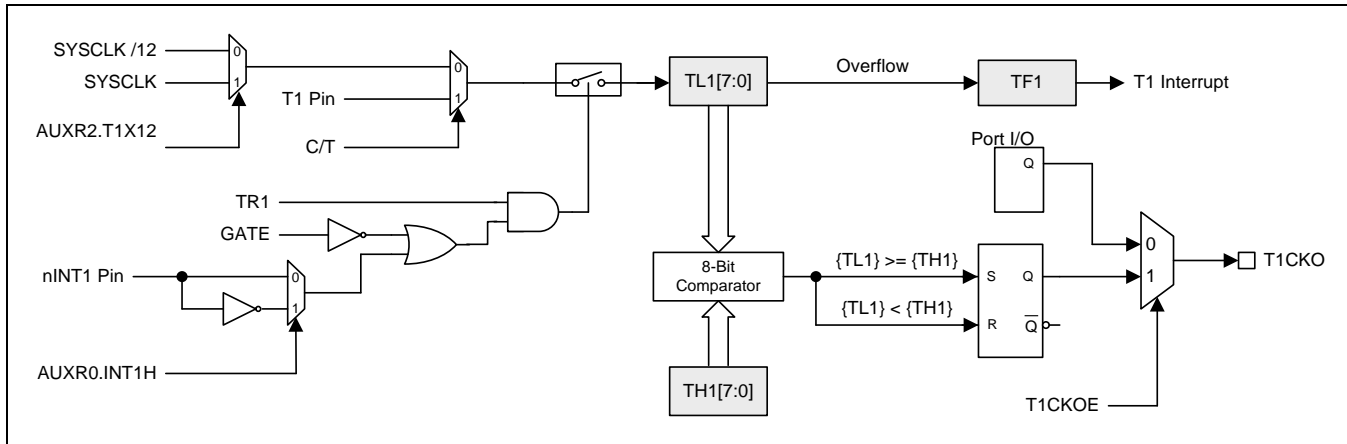 SYSCLK /12
SYSCLK
AUXR2.T1X12
0
1
T1 Pin
C/T
0
1
TL1[7:0]
Overflow
TF1
T1 Interrupt
Port I/O
Q
TR1
GATE
nINT1 Pin
0
1
AUXR0.INT1H
8-Bit
Comparator
TH1[7:0]
{TL1} >= {TH1}
{TL1} < {TH1}
S
Q
R
Q
0
1
T1CKO
T1CKOE